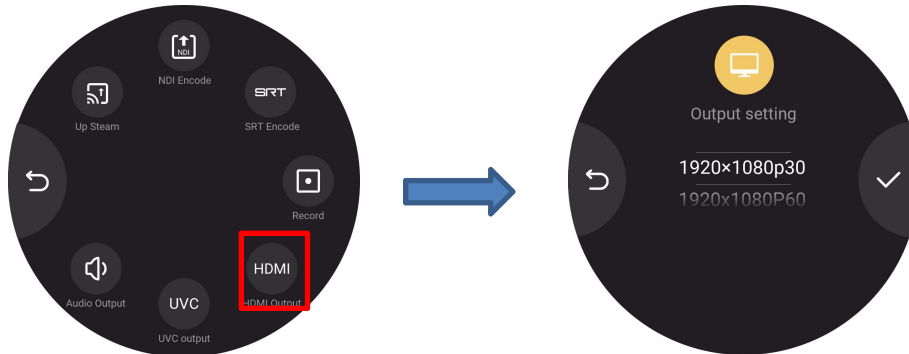 NDI
NDI Encode
Up Steam
SRT
SRT Encode
Record
HDMI
HDMI Output
Audio Output
UVC
UVC output
Output setting
1920×1080p30
1920x1080P60